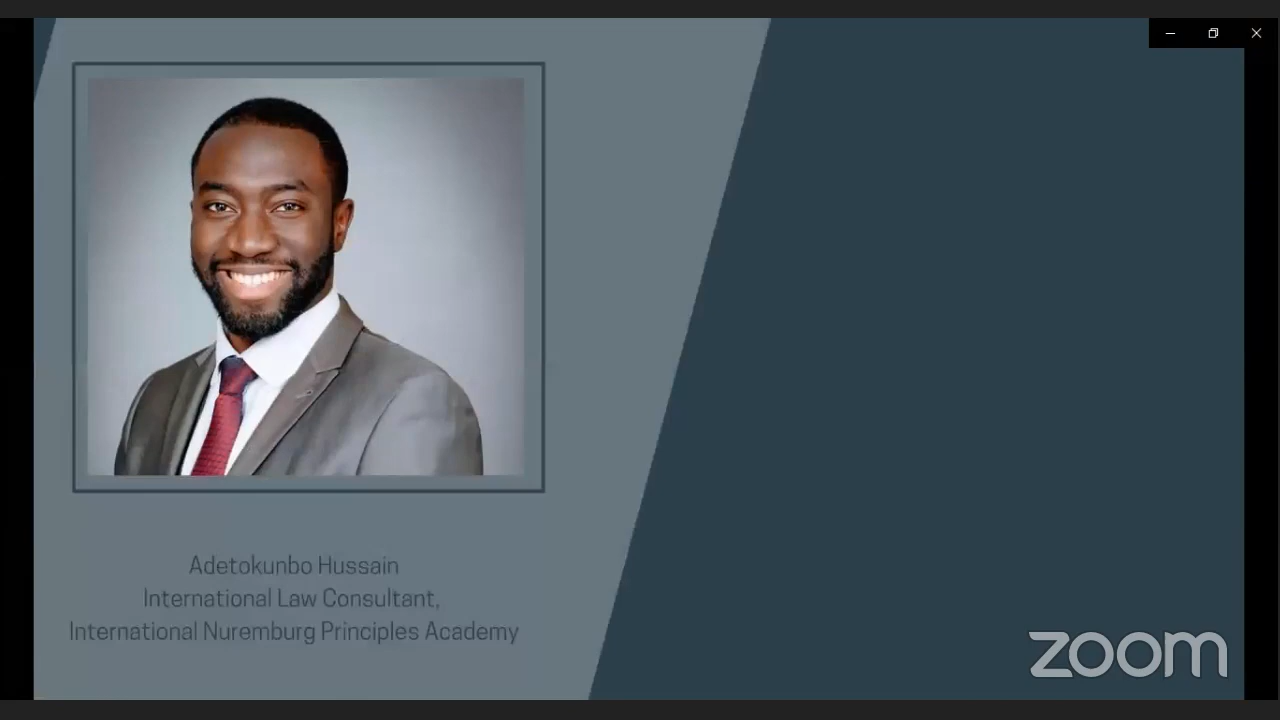 Adetokunbo Hussain
International Law Consultant,
International Nuremburg Principles Academy
zoom